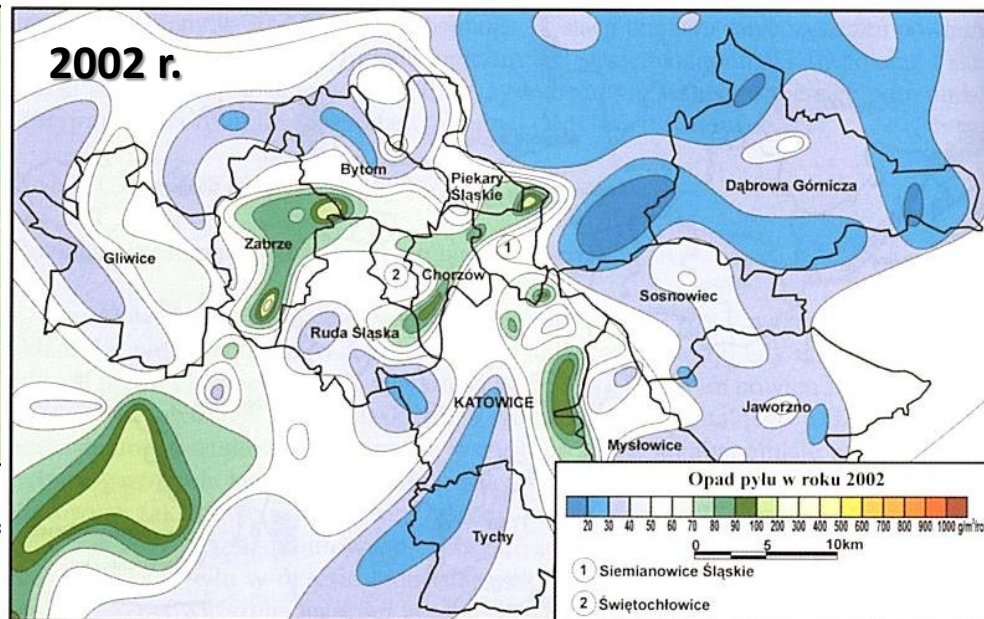 2002 r.
Bytom
Piekary
Śląskie
Dąbrowa Górnicza
Zabrze
Gliwice
1
2
Chorzów
Sosnowiec
Ruda Śląska
KATOWICE
Jaworzno
Mysłowice
Tychy
Opad pyłu w roku 2002
20 30 40 50 60 70 80 90 100 200 300 400 500 600 700 800 900 1000 g/m²/ro
0 5 10km
1 Siemianowice Śląskie
2 Świętochłowice